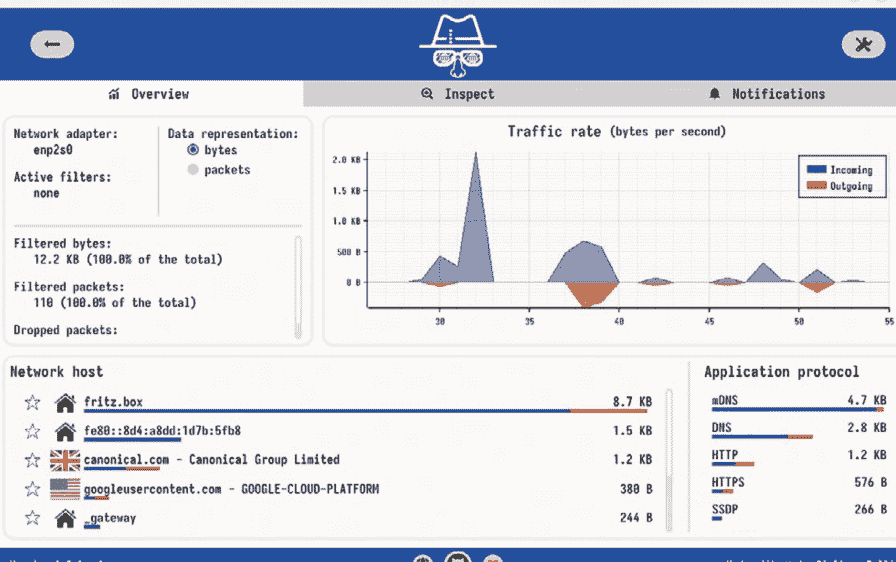 Overview
Inspect
Notifications
Network adapter:
enp2s0
Active filters:
none
Data representation:
bytes
packets
Filtered bytes:
12.2 KB (100.0% of the total)
Filtered packets:
110 (100.0% of the total)
Dropped packets:
Traffic rate (bytes per second)
2.0 KB
1.5 KB
1.0 KB
500 B
0 B
30 35 40 45 50 55
Incoming
Outgoing
Network host
fritz.box 8.7 KB
fe80::8d4:a8dd:1d7b:5fb8 1.5 KB
canonical.com - Canonical Group Limited 1.2 KB
googleusercontent.com - GOOGLE-CLOUD-PLATFORM 380 B
_gateway 244 B
Application protocol
mDNS 4.7 KB
DNS 2.8 KB
HTTP 1.2 KB
HTTPS 576 B
SSDP 266 B